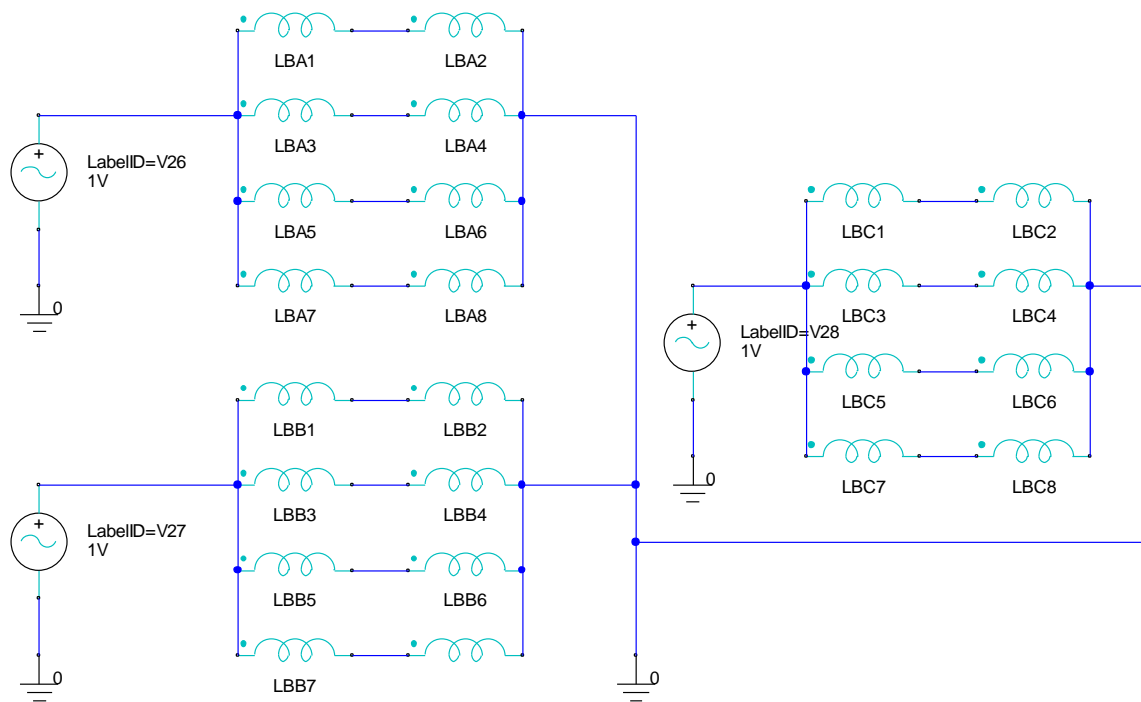 LBA1 LBA2
LBA3 LBA4
LabelID=V26
1V
LBA5 LBA6
LBA7 LBA8
0
LBB1 LBB2
LBB3 LBB4
LabelID=V27
1V
LBB5 LBB6
LBB7
0
0
LBC1 LBC2
LBC3 LBC4
LabelID=V28
1V
LBC5 LBC6
LBC7 LBC8
0